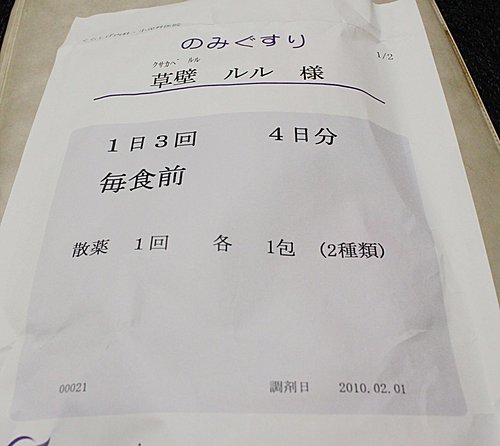 のみぐすり
1/2
クサカベ ルル
草壁 ルル 様
1日3回 4日分
毎食前
散薬 1回 各 1包 (2種類)
00021 調剤日 2010.02.01